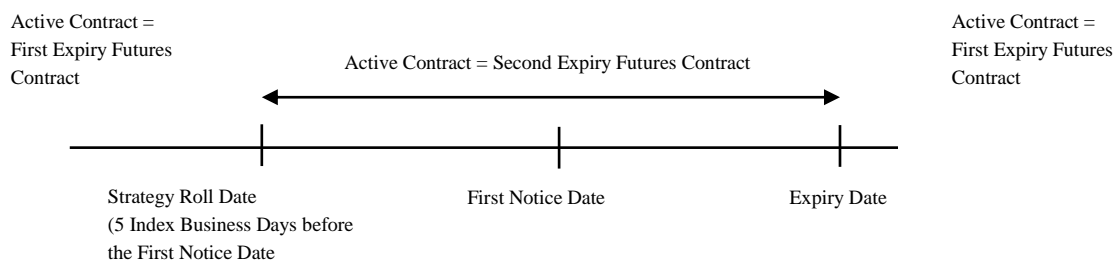 Active Contract =
First Expiry Futures
Contract
Active Contract = Second Expiry Futures Contract
Active Contract =
First Expiry Futures
Contract
Strategy Roll Date
(5 Index Business Days before
the First Notice Date
First Notice Date
Expiry Date